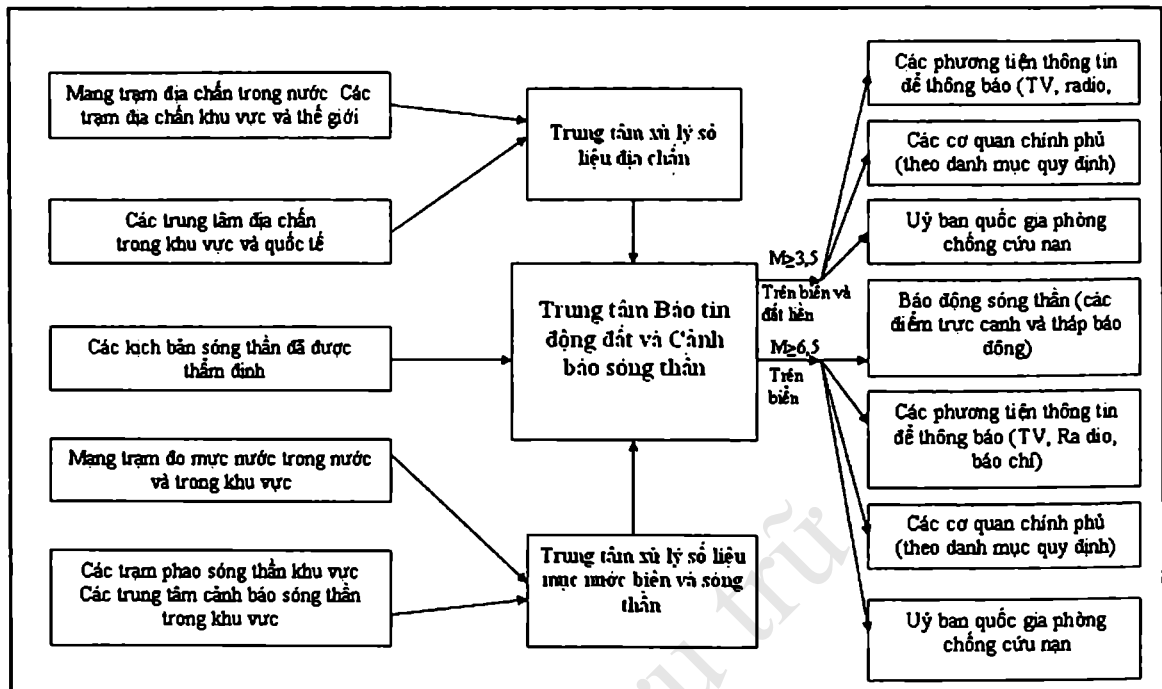 Mang trạm địa chấn trong nước Các
trạm địa chấn khu vực và thế giới
Các trung tâm địa chấn
trong khu vực và quốc tế
Các kịch bản sóng thần đã được
thẩm định
Mạng trạm đo mực nước trong nước
và trong khu vực
Các trạm phao sóng thần khu vực
Các trung tâm cảnh báo sóng thần
trong khu vực
Trung tâm xử lý số
liệu địa chấn
Trung tâm Báo tin
động đất và Cảnh
báo sóng thần
Trung tâm xử lý số liệu
mực nước biển và sóng
thần
M≥3,5
Trên biển và
đất liền
M≥6,5
Trên
biển
Các phương tiện thông tin
để thông báo (TV, radio,
Các cơ quan chính phủ
(theo danh mục quy định)
Uỷ ban quốc gia phòng
chống cứu nạn
Báo động sóng thần (các
điểm trực canh và tháp báo
động)
Các phương tiện thông tin
để thông báo (TV, Ra dio,
báo chí)
Các cơ quan chính phủ
(theo danh mục quy định)
Uỷ ban quốc gia phòng
chống cứu nạn
trữ